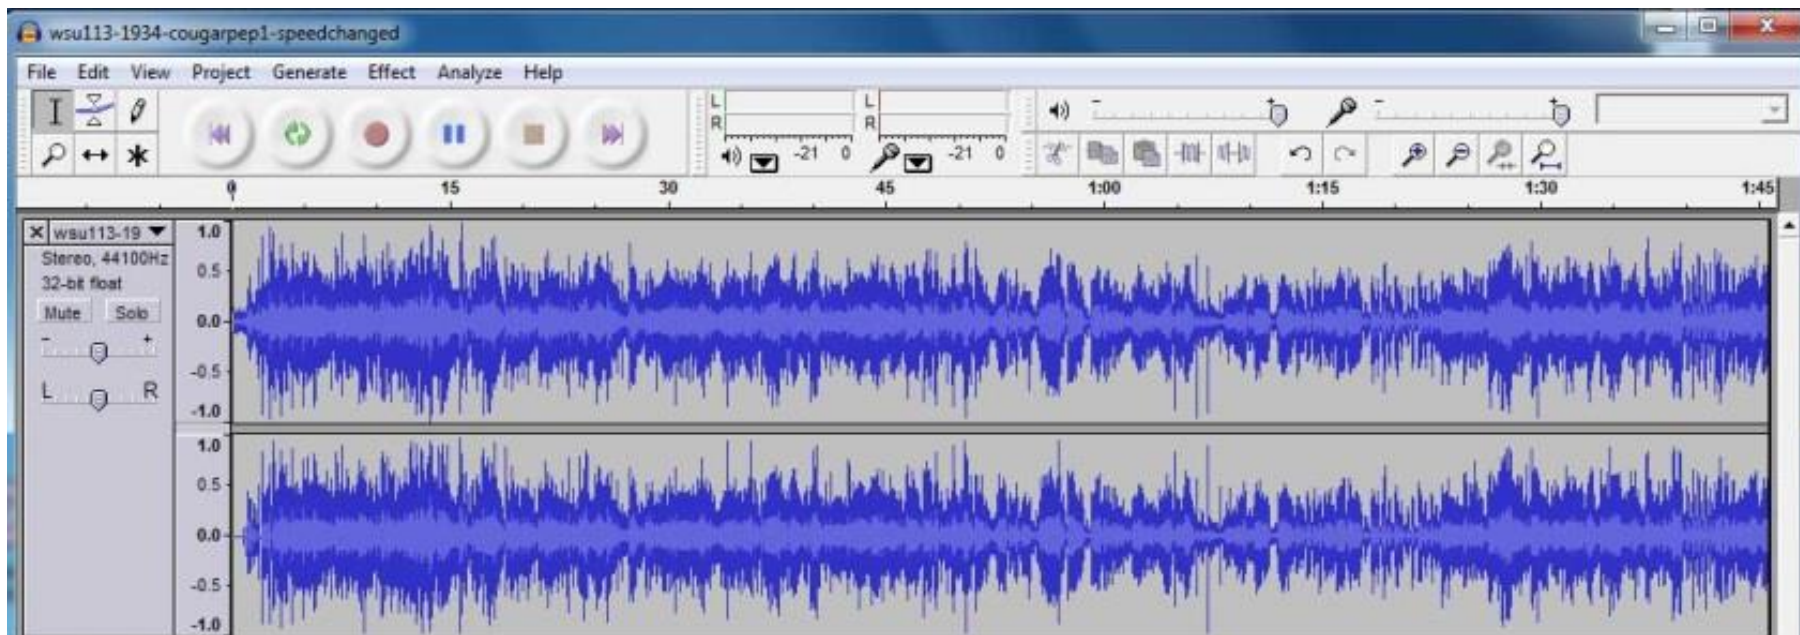 wsu113-1934-cougarpep1-speedchanged
File Edit View Project Generate Effect Analyze Help
L
R
-21 0
L
R
-21 0
- +
- +
0 15 30 45 1:00 1:15 1:30 1:45
X wsu113-19
Stereo, 44100Hz
32-bit float
Mute Solo
- +
L R
1.0
0.5
0.0
-0.5
-1.0
1.0
0.5
0.0
-0.5
-1.0